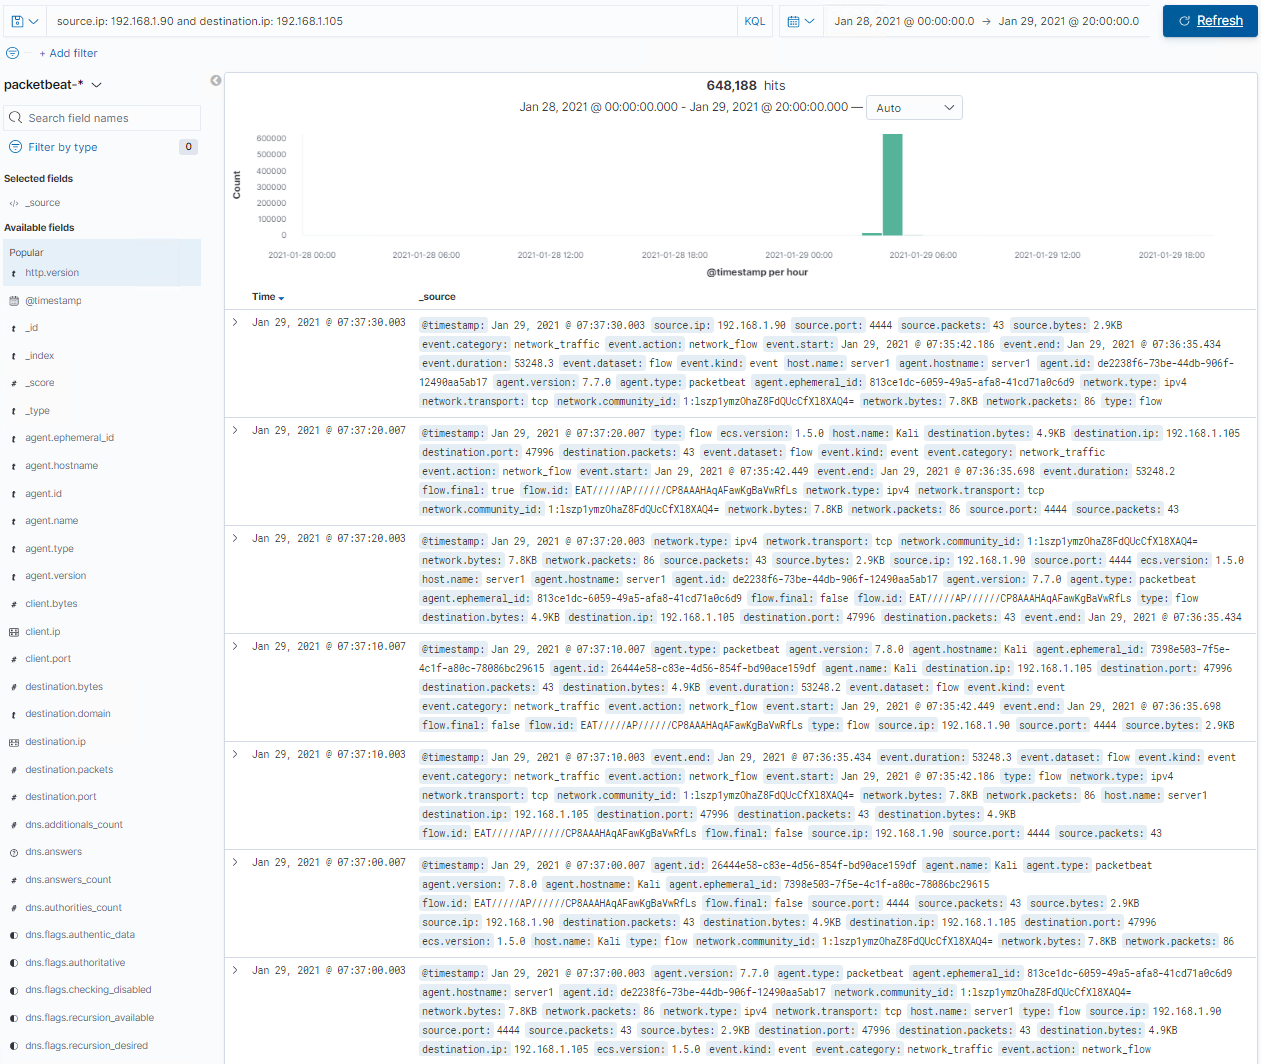 source.ip: 192.168.1.90 and destination.ip: 192.168.1.105
KQL
Jan 28, 2021 @ 00:00:00.0 → Jan 29, 2021 @ 20:00:00.0
Refresh
+ Add filter
packetbeat-*
Search field names
Filter by type 0
Selected fields
_source
Available fields
Popular
http.version
@timestamp
_id
_index
_score
_type
agent.ephemeral_id
agent.hostname
agent.id
agent.name
agent.type
agent.version
client.bytes
client.ip
client.port
destination.bytes
destination.domain
destination.ip
destination.packets
destination.port
dns.additionals_count
dns.answers
dns.answers_count
dns.authorities_count
dns.flags.authentic_data
dns.flags.authoritative
dns.flags.checking_disabled
dns.flags.recursion_available
dns.flags.recursion_desired
648,188 hits
Jan 28, 2021 @ 00:00:00.000 - Jan 29, 2021 @ 20:00:00.000 — Auto
Count
600000
500000
400000
300000
200000
100000
0
2021-01-28 00:00 2021-01-28 06:00 2021-01-28 12:00 2021-01-28 18:00 2021-01-29 00:00 2021-01-29 06:00 2021-01-29 12:00 2021-01-29 18:00
@timestamp per hour
Time _source
Jan 29, 2021 @ 07:37:30.003
@timestamp: Jan 29, 2021 @ 07:37:30.003 source.ip: 192.168.1.90 source.port: 4444 source.packets: 43 source.bytes: 2.9KB
event.category: network_traffic event.action: network_flow event.start: Jan 29, 2021 @ 07:35:42.186 event.end: Jan 29, 2021 @ 07:36:35.434
event.duration: 53248.3 event.dataset: flow event.kind: event host.name: server1 agent.hostname: server1 agent.id: de2238f6-73be-44db-906f-
12490aa5ab17 agent.version: 7.7.0 agent.type: packetbeat agent.ephemeral_id: 813ce1dc-6059-49a5-afa8-41cd71a0c6d9 network.type: ipv4
network.transport: tcp network.community_id: 1:lszp1ymzOhaZ8FdQUcCfXl8XAQ4= network.bytes: 7.8KB network.packets: 86 type: flow
Jan 29, 2021 @ 07:37:20.007
@timestamp: Jan 29, 2021 @ 07:37:20.007 type: flow ecs.version: 1.5.0 host.name: Kali destination.bytes: 4.9KB destination.ip: 192.168.1.105
destination.port: 47996 destination.packets: 43 event.dataset: flow event.kind: event event.category: network_traffic
event.action: network_flow event.start: Jan 29, 2021 @ 07:35:42.449 event.end: Jan 29, 2021 @ 07:36:35.698 event.duration: 53248.2
flow.final: true flow.id: EAT/////AP//////CP8AAAHAqAFawKgBaVwRfLs network.type: ipv4 network.transport: tcp
network.community_id: 1:lszp1ymzOhaZ8FdQUcCfXl8XAQ4= network.bytes: 7.8KB network.packets: 86 source.port: 4444 source.packets: 43
Jan 29, 2021 @ 07:37:20.003
@timestamp: Jan 29, 2021 @ 07:37:20.003 network.type: ipv4 network.transport: tcp network.community_id: 1:lszp1ymzOhaZ8FdQUcCfXl8XAQ4=
network.bytes: 7.8KB network.packets: 86 source.packets: 43 source.bytes: 2.9KB source.ip: 192.168.1.90 source.port: 4444 ecs.version: 1.5.0
host.name: server1 agent.hostname: server1 agent.id: de2238f6-73be-44db-906f-12490aa5ab17 agent.version: 7.7.0 agent.type: packetbeat
agent.ephemeral_id: 813ce1dc-6059-49a5-afa8-41cd71a0c6d9 flow.final: false flow.id: EAT/////AP//////CP8AAAHAqAFawKgBaVwRfLs type: flow
destination.bytes: 4.9KB destination.ip: 192.168.1.105 destination.port: 47996 destination.packets: 43 event.end: Jan 29, 2021 @ 07:36:35.434
Jan 29, 2021 @ 07:37:10.007
@timestamp: Jan 29, 2021 @ 07:37:10.007 agent.type: packetbeat agent.version: 7.8.0 agent.hostname: Kali agent.ephemeral_id: 7398e503-7f5e-
4c1f-a80c-78086bc29615 agent.id: 26444e58-c83e-4d56-854f-bd90ace159df agent.name: Kali destination.ip: 192.168.1.105 destination.port: 47996
destination.packets: 43 destination.bytes: 4.9KB event.duration: 53248.2 event.dataset: flow event.kind: event
event.category: network_traffic event.action: network_flow event.start: Jan 29, 2021 @ 07:35:42.449 event.end: Jan 29, 2021 @ 07:36:35.698
flow.final: false flow.id: EAT/////AP//////CP8AAAHAqAFawKgBaVwRfLs type: flow source.ip: 192.168.1.90 source.port: 4444 source.bytes: 2.9KB
Jan 29, 2021 @ 07:37:10.003
@timestamp: Jan 29, 2021 @ 07:37:10.003 event.end: Jan 29, 2021 @ 07:36:35.434 event.duration: 53248.3 event.dataset: flow event.kind: event
event.category: network_traffic event.action: network_flow event.start: Jan 29, 2021 @ 07:35:42.186 type: flow network.type: ipv4
network.transport: tcp network.community_id: 1:lszp1ymzOhaZ8FdQUcCfXl8XAQ4= network.bytes: 7.8KB network.packets: 86 host.name: server1
destination.ip: 192.168.1.105 destination.port: 47996 destination.packets: 43 destination.bytes: 4.9KB
flow.id: EAT/////AP//////CP8AAAHAqAFawKgBaVwRfLs flow.final: false source.ip: 192.168.1.90 source.port: 4444 source.packets: 43
Jan 29, 2021 @ 07:37:00.007
@timestamp: Jan 29, 2021 @ 07:37:00.007 agent.id: 26444e58-c83e-4d56-854f-bd90ace159df agent.name: Kali agent.type: packetbeat
agent.version: 7.8.0 agent.hostname: Kali agent.ephemeral_id: 7398e503-7f5e-4c1f-a80c-78086bc29615
flow.id: EAT/////AP//////CP8AAAHAqAFawKgBaVwRfLs flow.final: false source.port: 4444 source.packets: 43 source.bytes: 2.9KB
source.ip: 192.168.1.90 destination.packets: 43 destination.bytes: 4.9KB destination.ip: 192.168.1.105 destination.port: 47996
ecs.version: 1.5.0 host.name: Kali type: flow network.community_id: 1:lszp1ymzOhaZ8FdQUcCfXl8XAQ4= network.bytes: 7.8KB network.packets: 86
Jan 29, 2021 @ 07:37:00.003
@timestamp: Jan 29, 2021 @ 07:37:00.003 agent.version: 7.7.0 agent.type: packetbeat agent.ephemeral_id: 813ce1dc-6059-49a5-afa8-41cd71a0c6d9
agent.hostname: server1 agent.id: de2238f6-73be-44db-906f-12490aa5ab17 network.community_id: 1:lszp1ymzOhaZ8FdQUcCfXl8XAQ4=
network.bytes: 7.8KB network.packets: 86 network.type: ipv4 network.transport: tcp host.name: server1 type: flow source.ip: 192.168.1.90
source.port: 4444 source.packets: 43 source.bytes: 2.9KB destination.port: 47996 destination.packets: 43 destination.bytes: 4.9KB
destination.ip: 192.168.1.105 ecs.version: 1.5.0 event.kind: event event.category: network_traffic event.action: network_flow